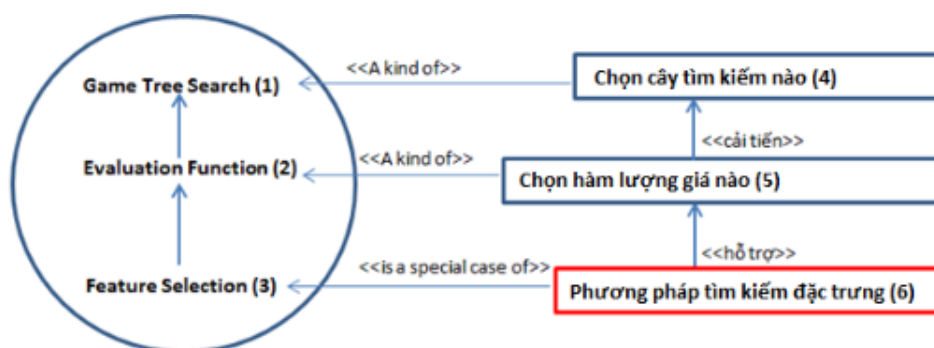 <<A kind of>>
Game Tree Search (1)
Chọn cây tìm kiếm nào (4)
<<cải tiến>>
<<A kind of>>
Evaluation Function (2)
Chọn hàm lượng giá nào (5)
<<hỗ trợ>>
<<is a special case of>>
Feature Selection (3)
Phương pháp tìm kiếm đặc trưng (6)